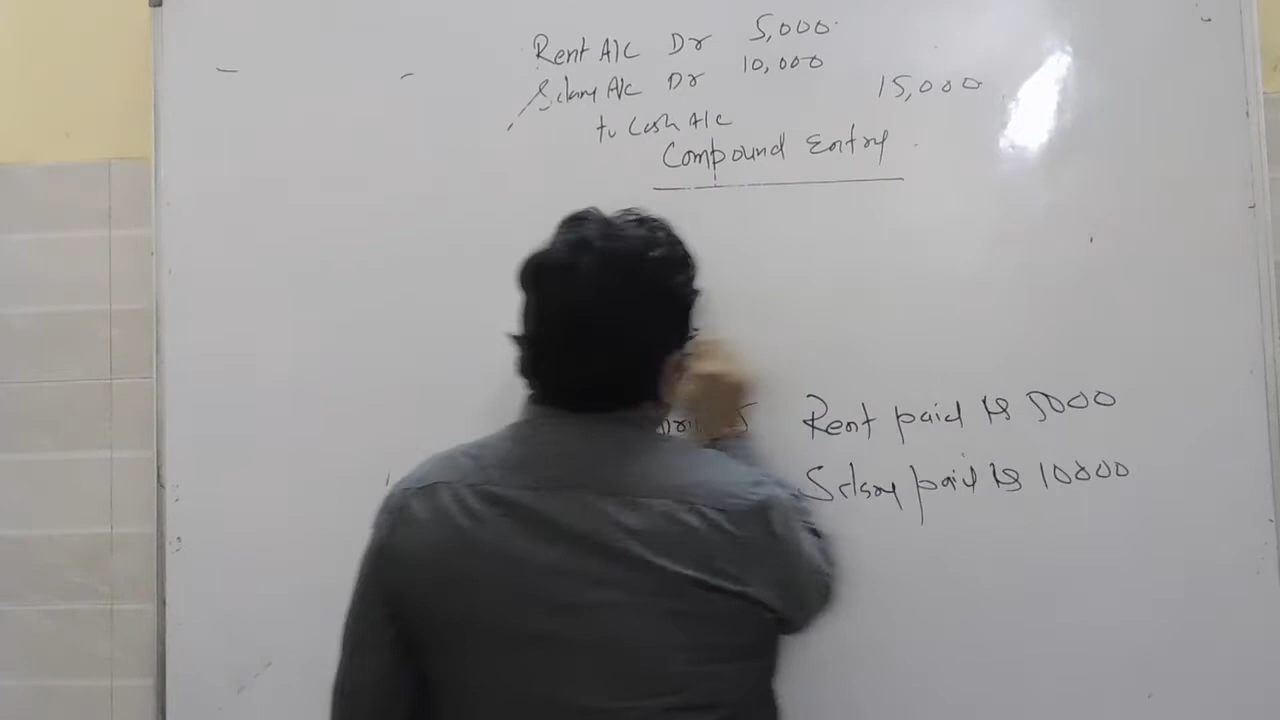 Rent A/c Dr 5,000
Salary A/c Dr 10,000
to Cash A/c 15,000
Compound Entry
5 Rent paid Rs 5000
Salary paid Rs 10000